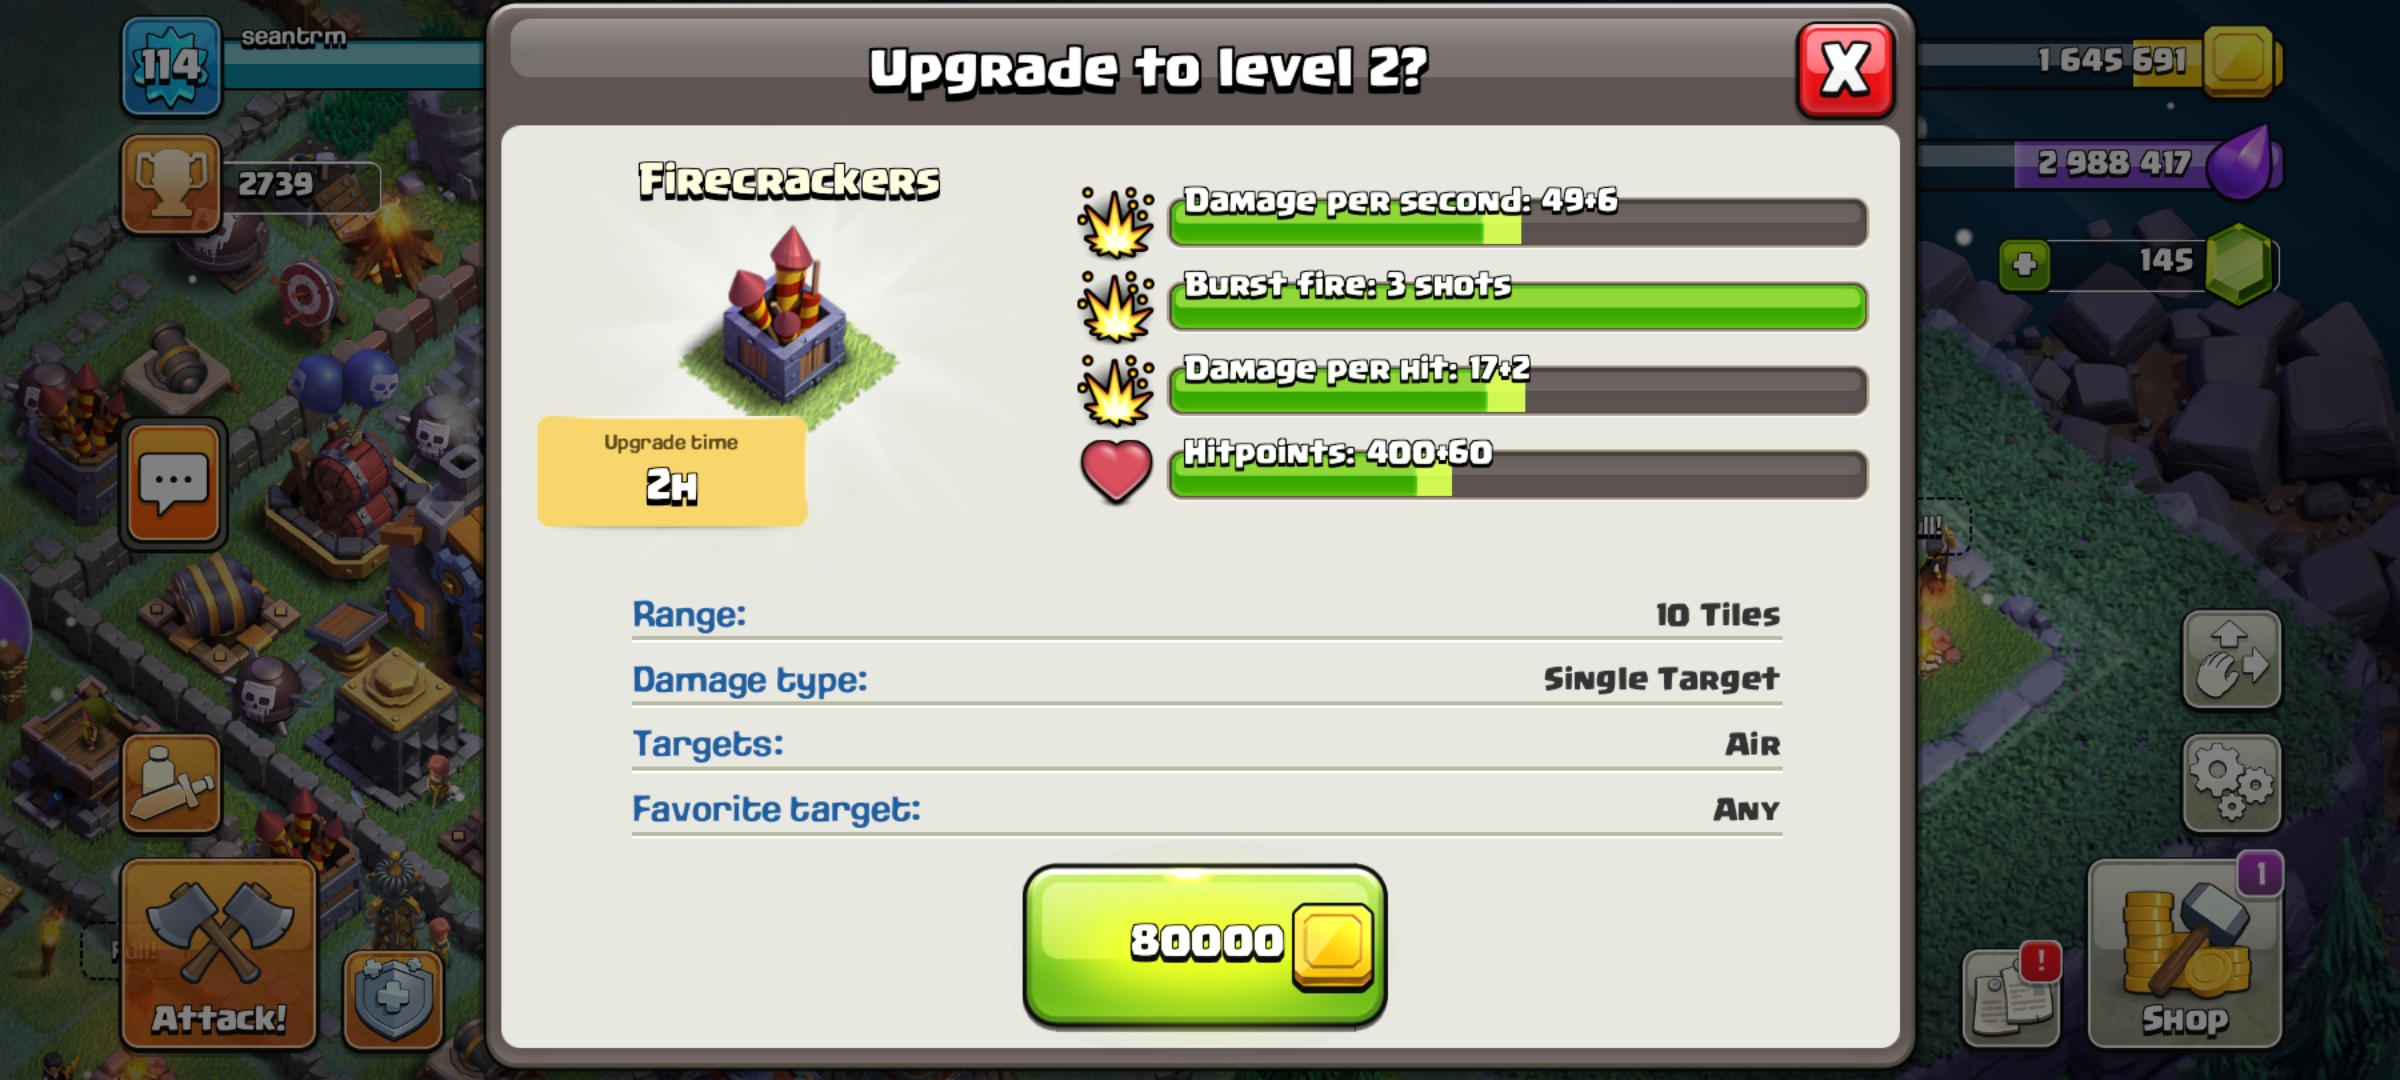 114
seantrm
2739
Upgrade to level 2?
X
1 645 691
2 988 417
145
Firecrackers
Upgrade time
2H
Damage per second: 49+6
Burst fire: 3 shots
Damage per hit: 17+2
Hitpoints: 400+60
Range: 10 Tiles
Damage type: Single Target
Targets: Air
Favorite target: Any
80000
Full!
Attack!
!
1
Shop